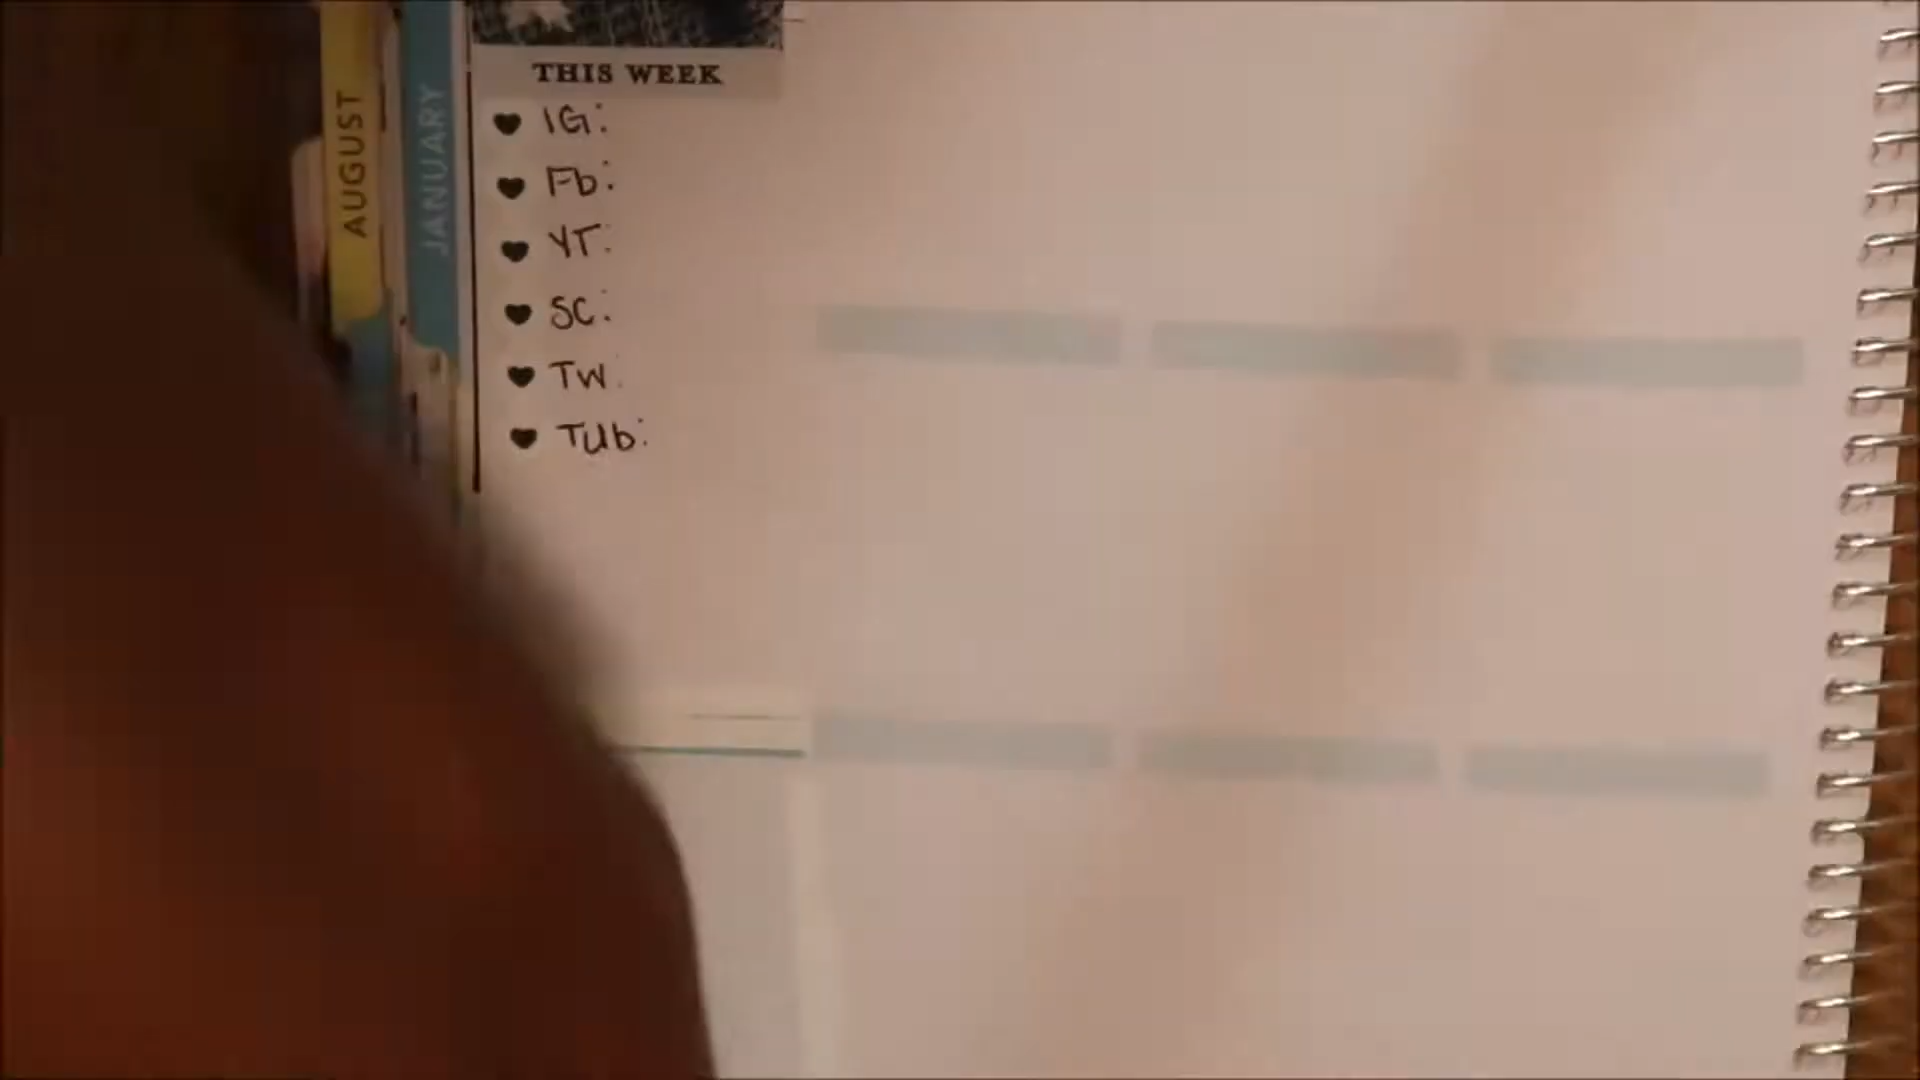 AUGUST
JANUARY
THIS WEEK
IG:
Fb:
YT:
SC:
TW:
TUb: